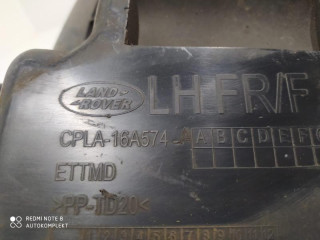 LAND-
ROVER
LH FR/F
CPLA-16A574-
A B C D E F
ETTMD
>PP-TD20<
REDMI NOTE 8
AUTOKOMPLEKT